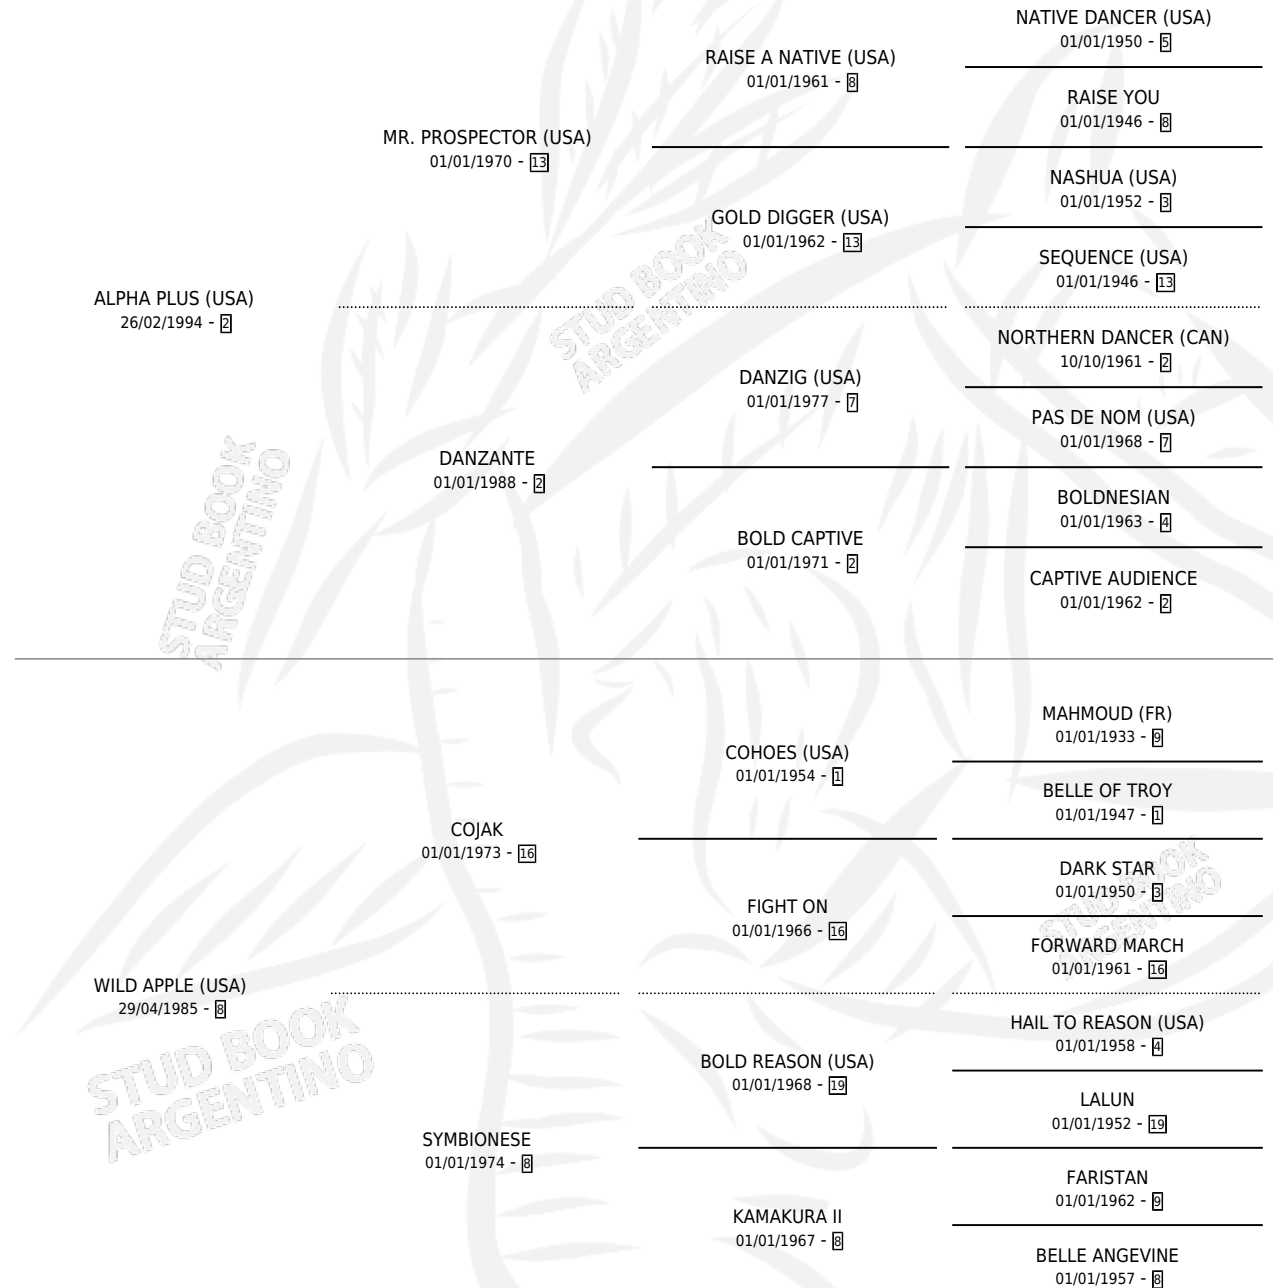 NATIVE DANCER (USA)
01/01/1950 - 5
RAISE A NATIVE (USA)
01/01/1961 - 8
RAISE YOU
01/01/1946 - 8
MR. PROSPECTOR (USA)
01/01/1970 - 13
NASHUA (USA)
01/01/1952 - 3
GOLD DIGGER (USA)
01/01/1962 - 13
SEQUENCE (USA)
01/01/1946 - 13
ALPHA PLUS (USA)
26/02/1994 - 2
STUD BOOK
ARGENTINO
NORTHERN DANCER (CAN)
10/10/1961 - 2
DANZIG (USA)
01/01/1977 - 7
PAS DE NOM (USA)
01/01/1968 - 7
DANZANTE
01/01/1988 - 2
BOLDNESIAN
01/01/1963 - 4
BOLD CAPTIVE
01/01/1971 - 2
CAPTIVE AUDIENCE
01/01/1962 - 2
STUD BOOK
ARGENTINO
MAHMOUD (FR)
01/01/1933 - 9
COHOES (USA)
01/01/1954 - 1
BELLE OF TROY
01/01/1947 - 1
COJAK
01/01/1973 - 16
DARK STAR
01/01/1950 - 3
FIGHT ON
01/01/1966 - 16
STUD BOOK
ARGENTINO
FORWARD MARCH
01/01/1961 - 16
WILD APPLE (USA)
29/04/1985 - 8
HAIL TO REASON (USA)
01/01/1958 - 4
STUD BOOK
ARGENTINO
BOLD REASON (USA)
01/01/1968 - 19
LALUN
01/01/1952 - 19
SYMBIONESE
01/01/1974 - 8
FARISTAN
01/01/1962 - 9
KAMAKURA II
01/01/1967 - 8
BELLE ANGEVINE
01/01/1957 - 8